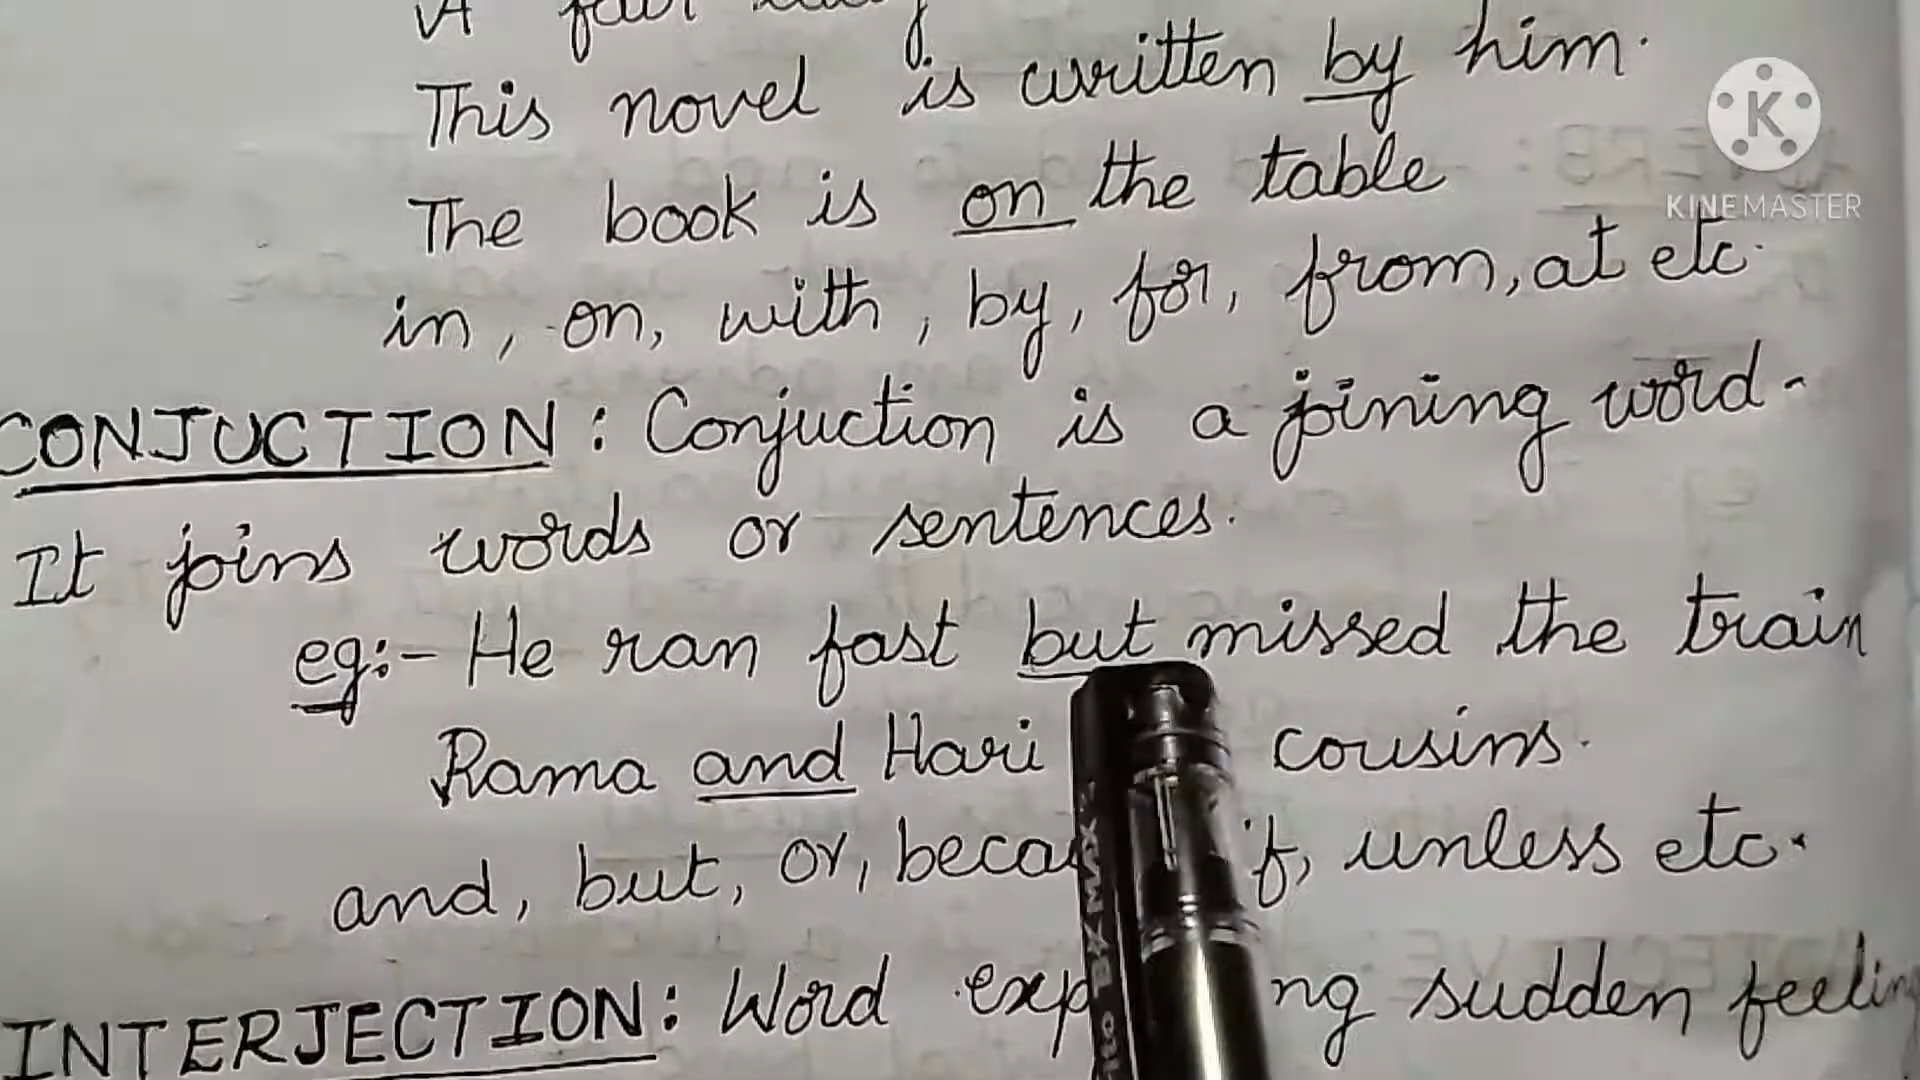 A
This novel is written by him.
The book is on the table
in, on, with, by, for, from, at etc.
CONJUCTION: Conjuction is a joining word-
It joins words or sentences.
eg:- He ran fast but missed the train
Rama and Hari cousins.
and, but, or, if, unless etc.
INTERJECTION: Word sudden feeling
K
KINEMASTER